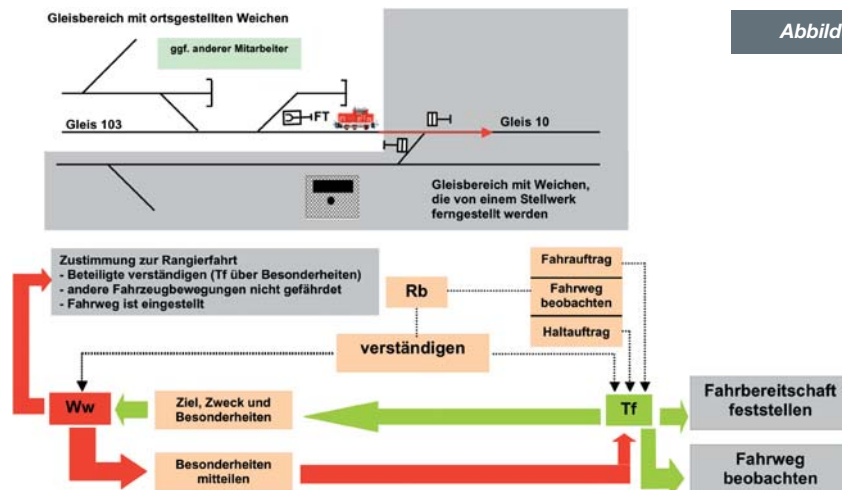 Gleisbereich mit ortsgestellten Weichen
Abbild
ggf. anderer Mitarbeiter
FT
Gleis 103
Gleis 10
Gleisbereich mit Weichen,
die von einem Stellwerk
ferngestellt werden
Zustimmung zur Rangierfahrt
- Beteiligte verständigen (Tf über Besonderheiten)
- andere Fahrzeugbewegungen nicht gefährdet
- Fahrweg ist eingestellt
Rb
Fahrauftrag
Fahrweg
beobachten
Haltauftrag
verständigen
Ww
Ziel, Zweck und
Besonderheiten
Tf
Fahrbereitschaft
feststellen
Besonderheiten
mitteilen
Fahrweg
beobachten